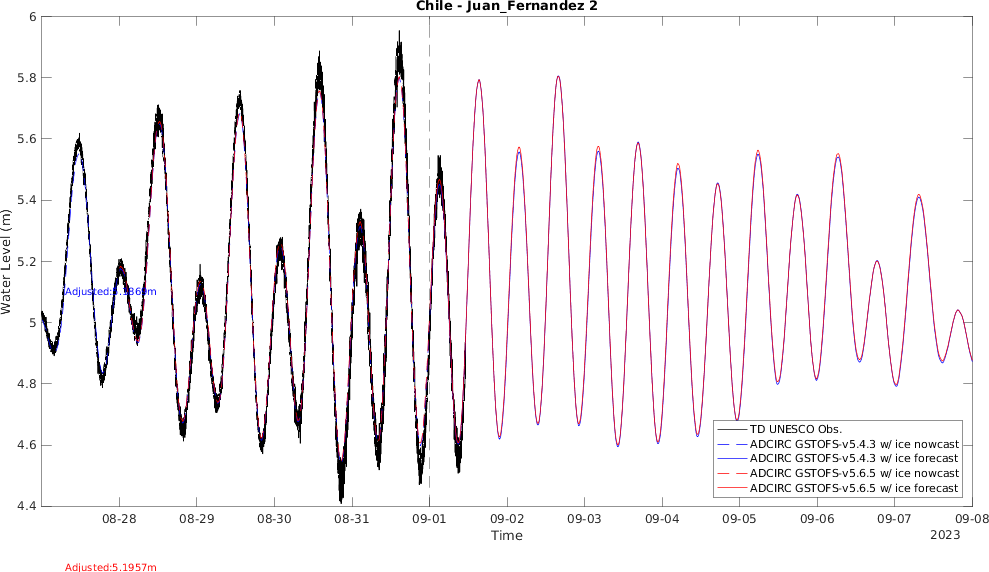 Chile - Juan_Fernandez 2
Water Level (m)
6
5.8
5.6
5.4
5.2
5
4.8
4.6
4.4
08-28
08-29
08-30
08-31
09-01
09-02
09-03
09-04
09-05
09-06
09-07
09-08
2023
Time
TD UNESCO Obs.
ADCIRC GSTOFS-v5.4.3 w/ ice nowcast
ADCIRC GSTOFS-v5.4.3 w/ ice forecast
ADCIRC GSTOFS-v5.6.5 w/ ice nowcast
ADCIRC GSTOFS-v5.6.5 w/ ice forecast
Adjusted:5.1957m